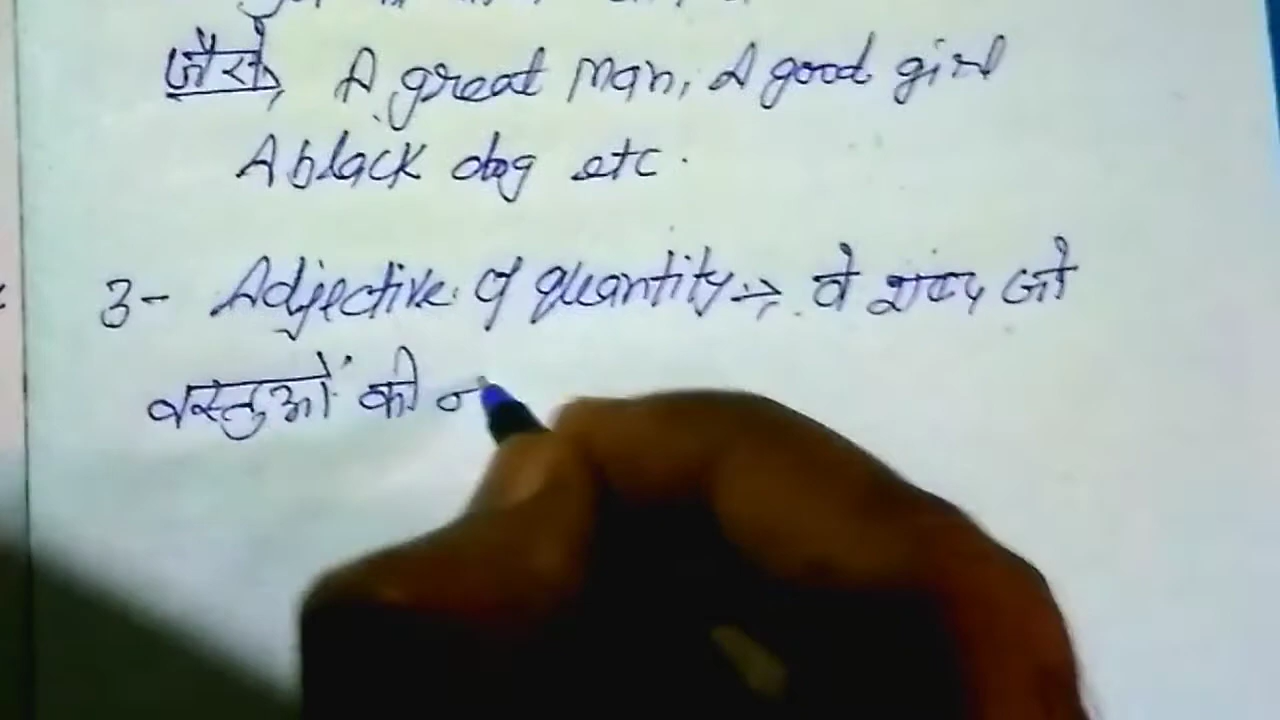 जैसे, A great man, A good girl
A black dog etc.
3- Adjective of quantity → वे शब्द जो
वस्तुओं की